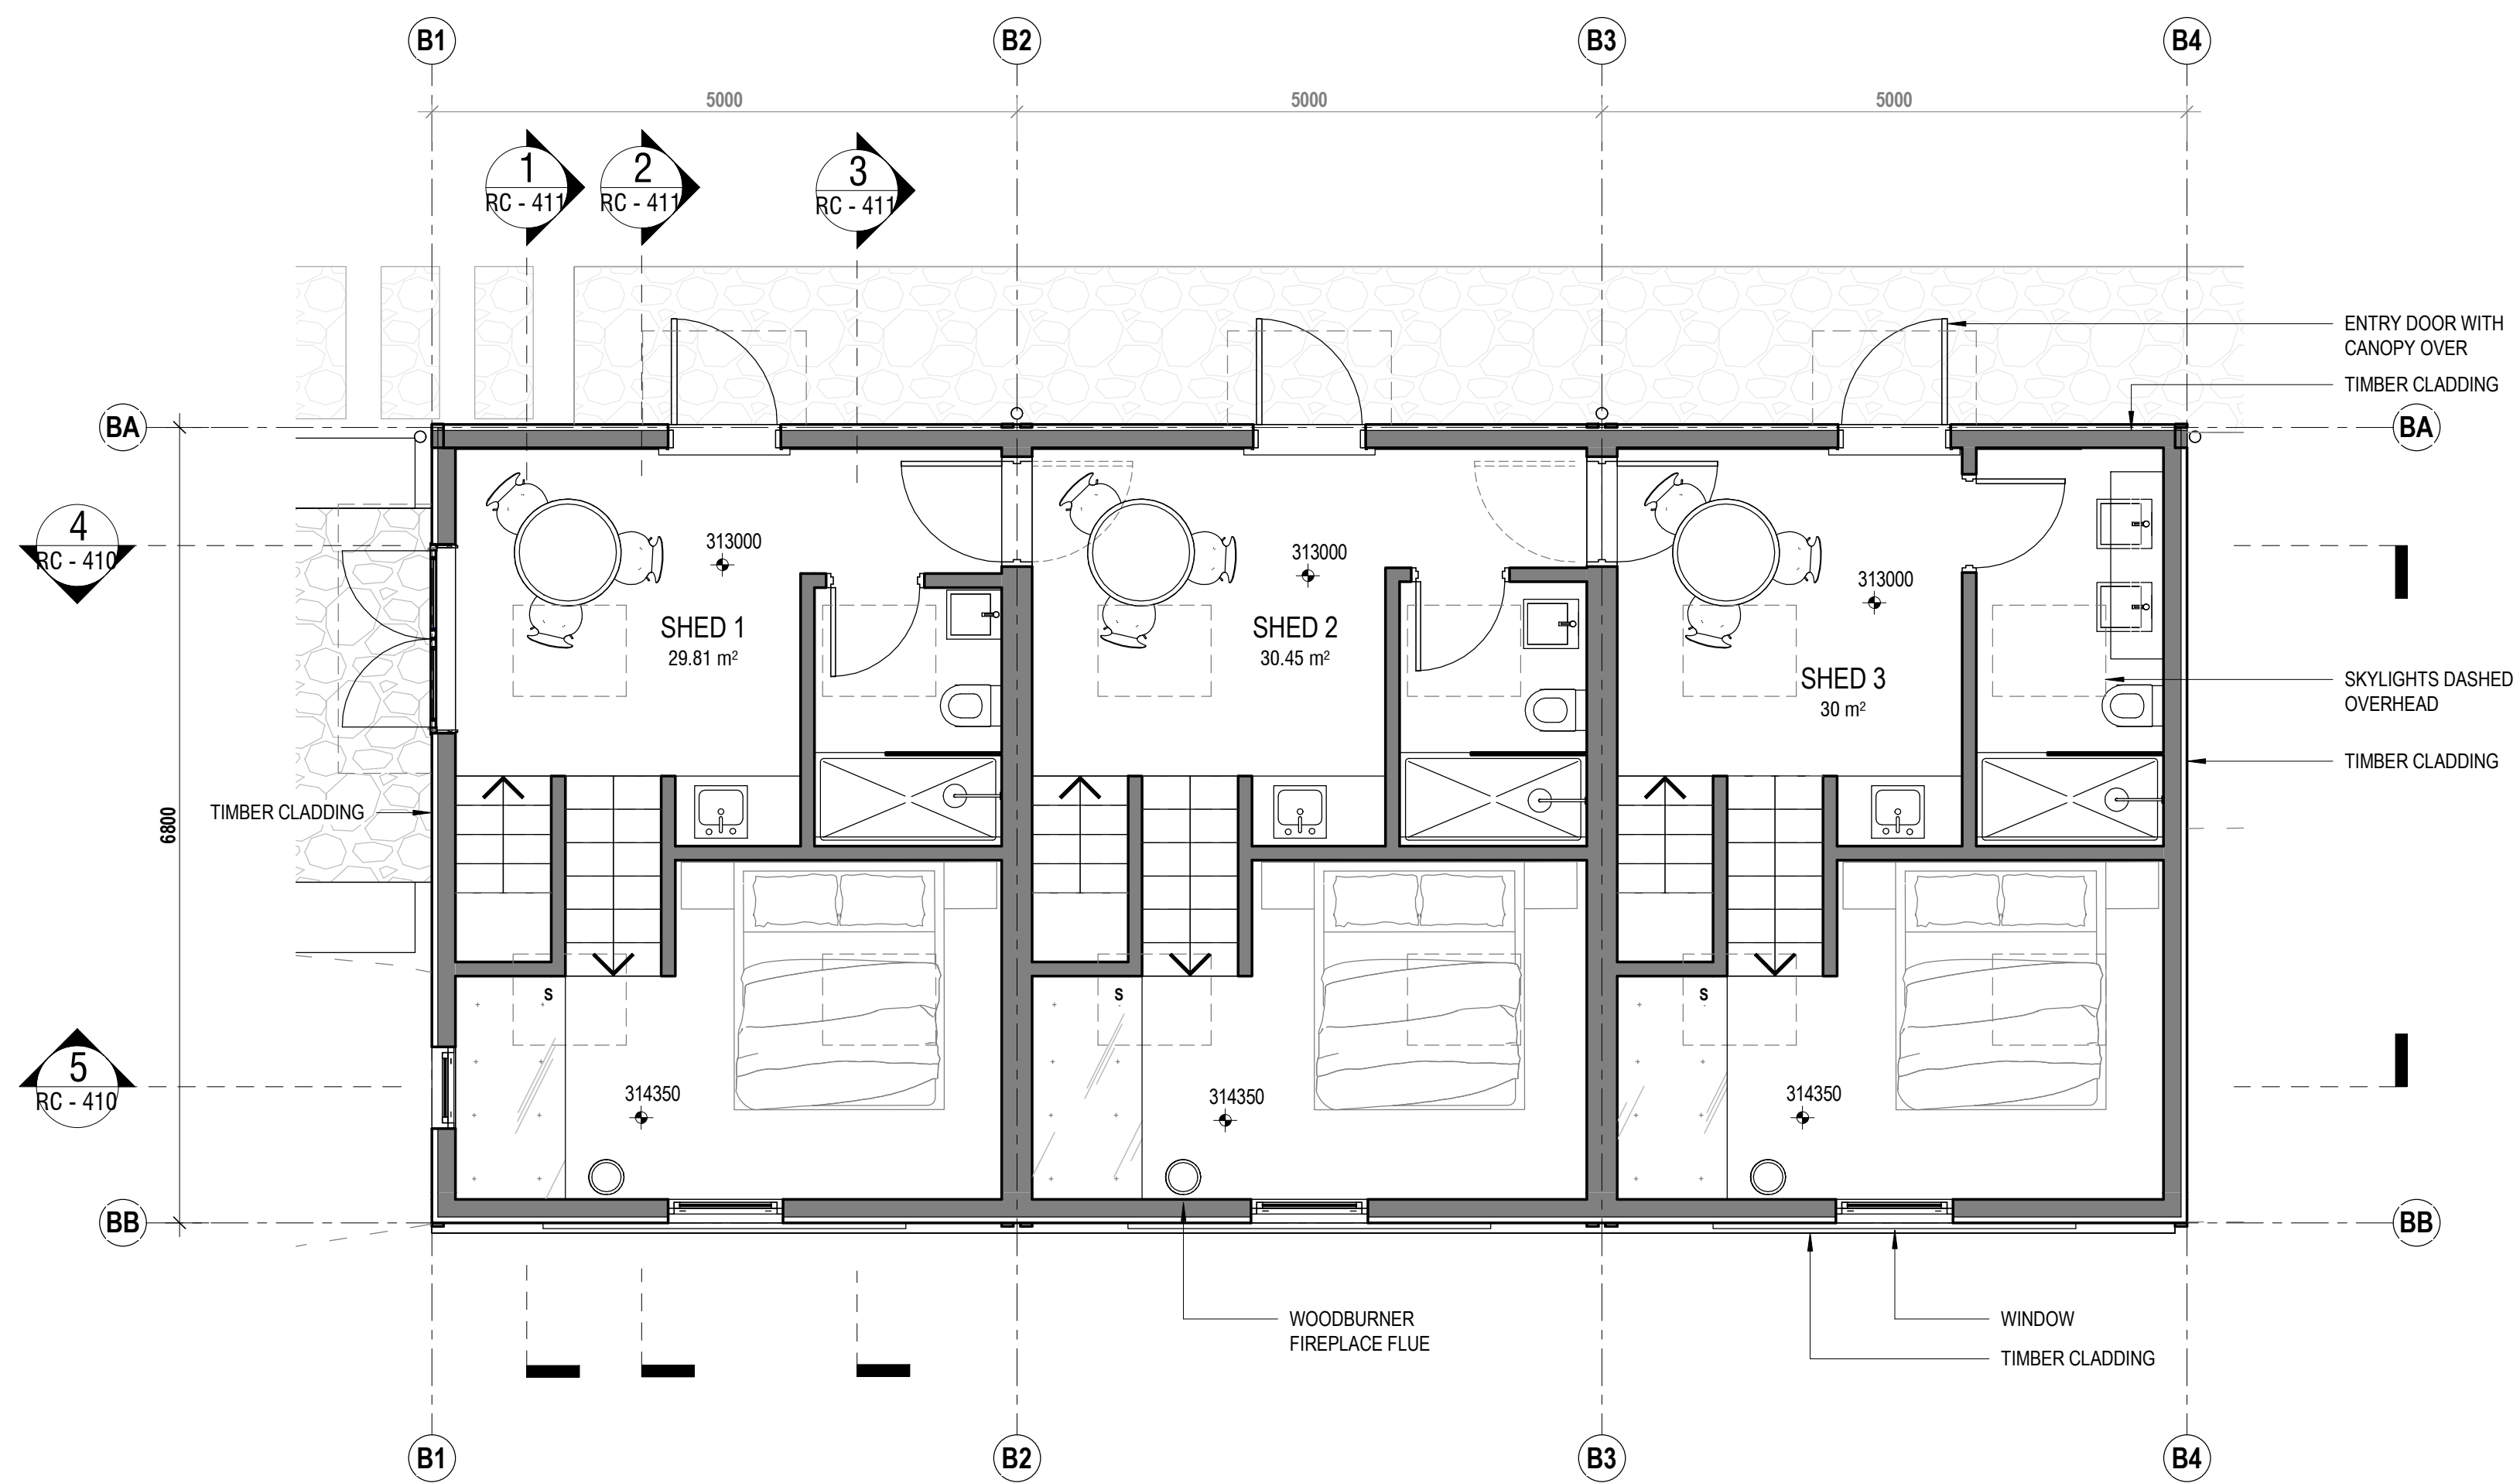 B1
B2
B3
B4
5000
5000
5000
1
RC - 411
2
RC - 411
3
RC - 411
ENTRY DOOR WITH
CANOPY OVER
TIMBER CLADDING
BA
BA
4
RC - 410
313000
313000
313000
SHED 1
29.81 m²
SHED 2
30.45 m²
SHED 3
30 m²
SKYLIGHTS DASHED
OVERHEAD
TIMBER CLADDING
TIMBER CLADDING
6800
S
S
S
5
RC - 410
314350
314350
314350
BB
BB
WOODBURNER
FIREPLACE FLUE
WINDOW
TIMBER CLADDING
B1
B2
B3
B4